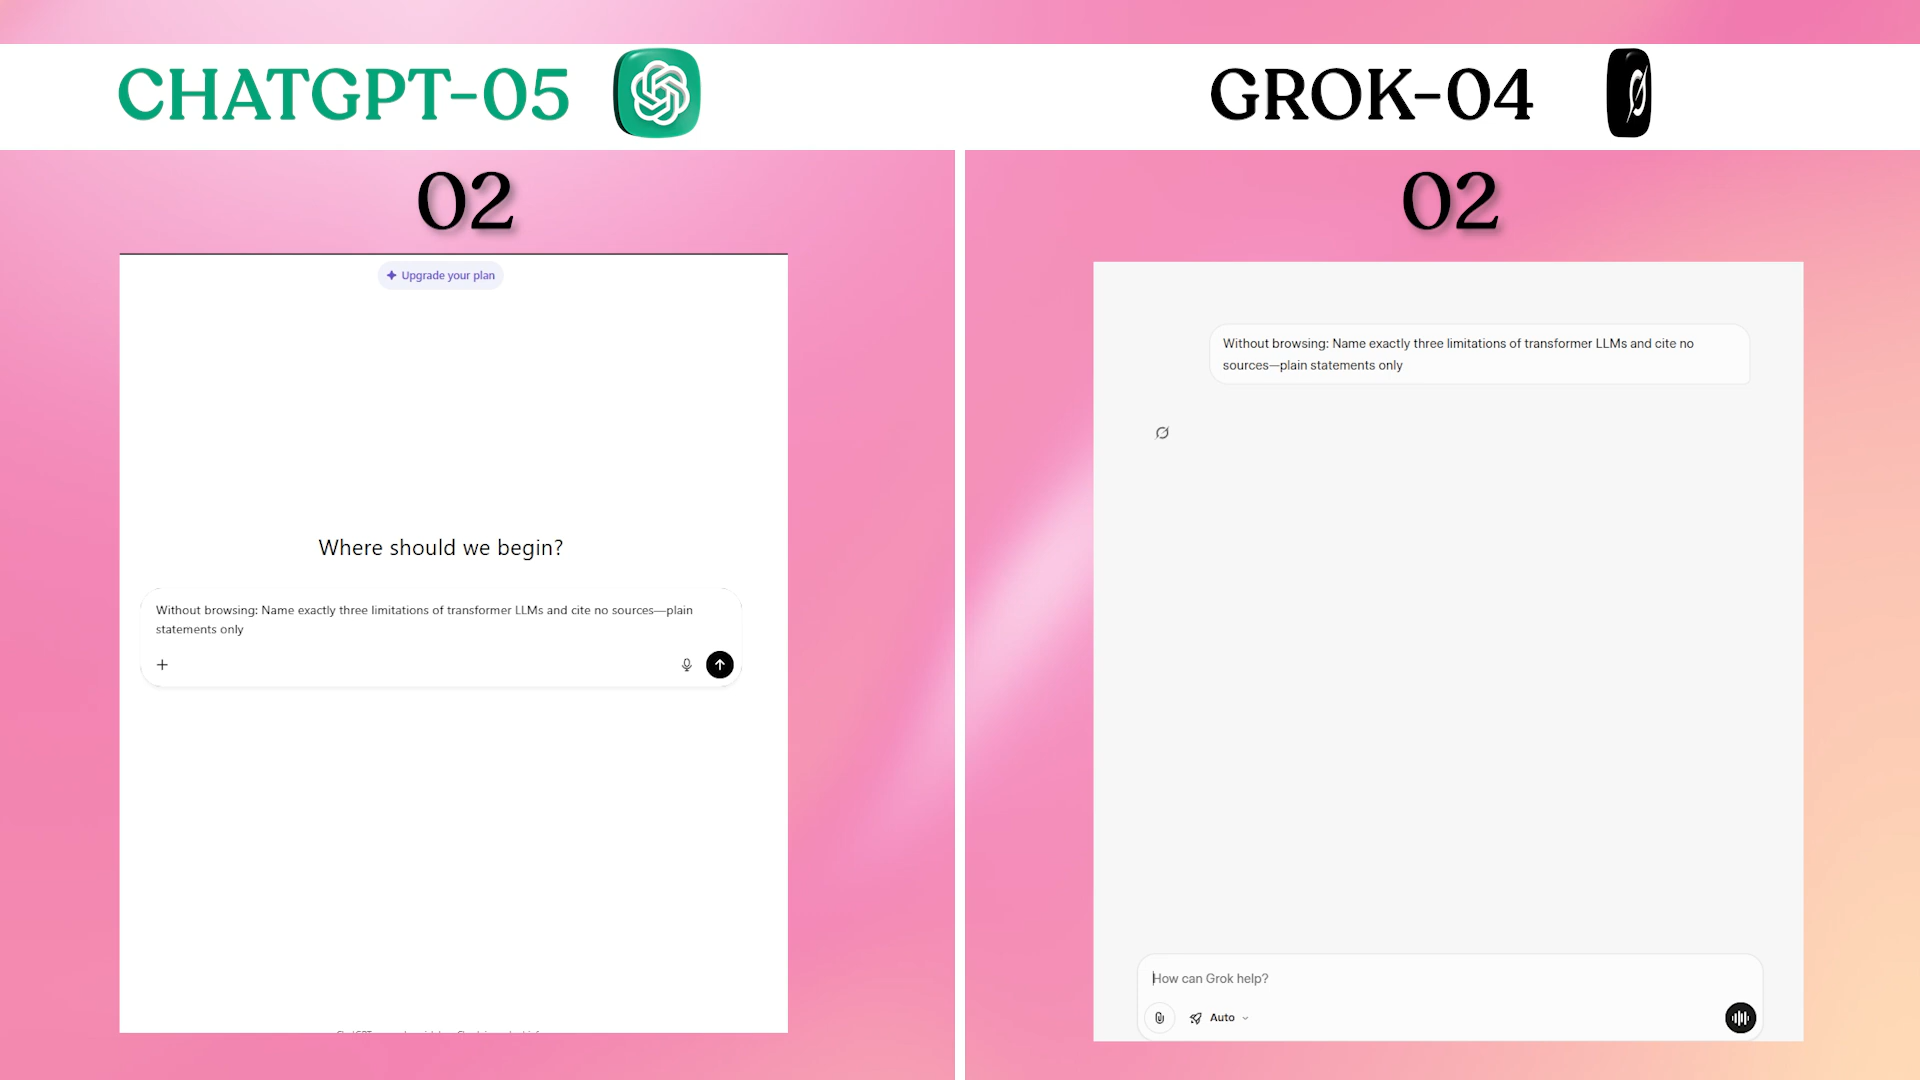 CHATGPT-05
GROK-04
02
Upgrade your plan
Where should we begin?
Without browsing: Name exactly three limitations of transformer LLMs and cite no sources—plain
statements only
02
Without browsing: Name exactly three limitations of transformer LLMs and cite no
sources—plain statements only
How can Grok help?
Auto